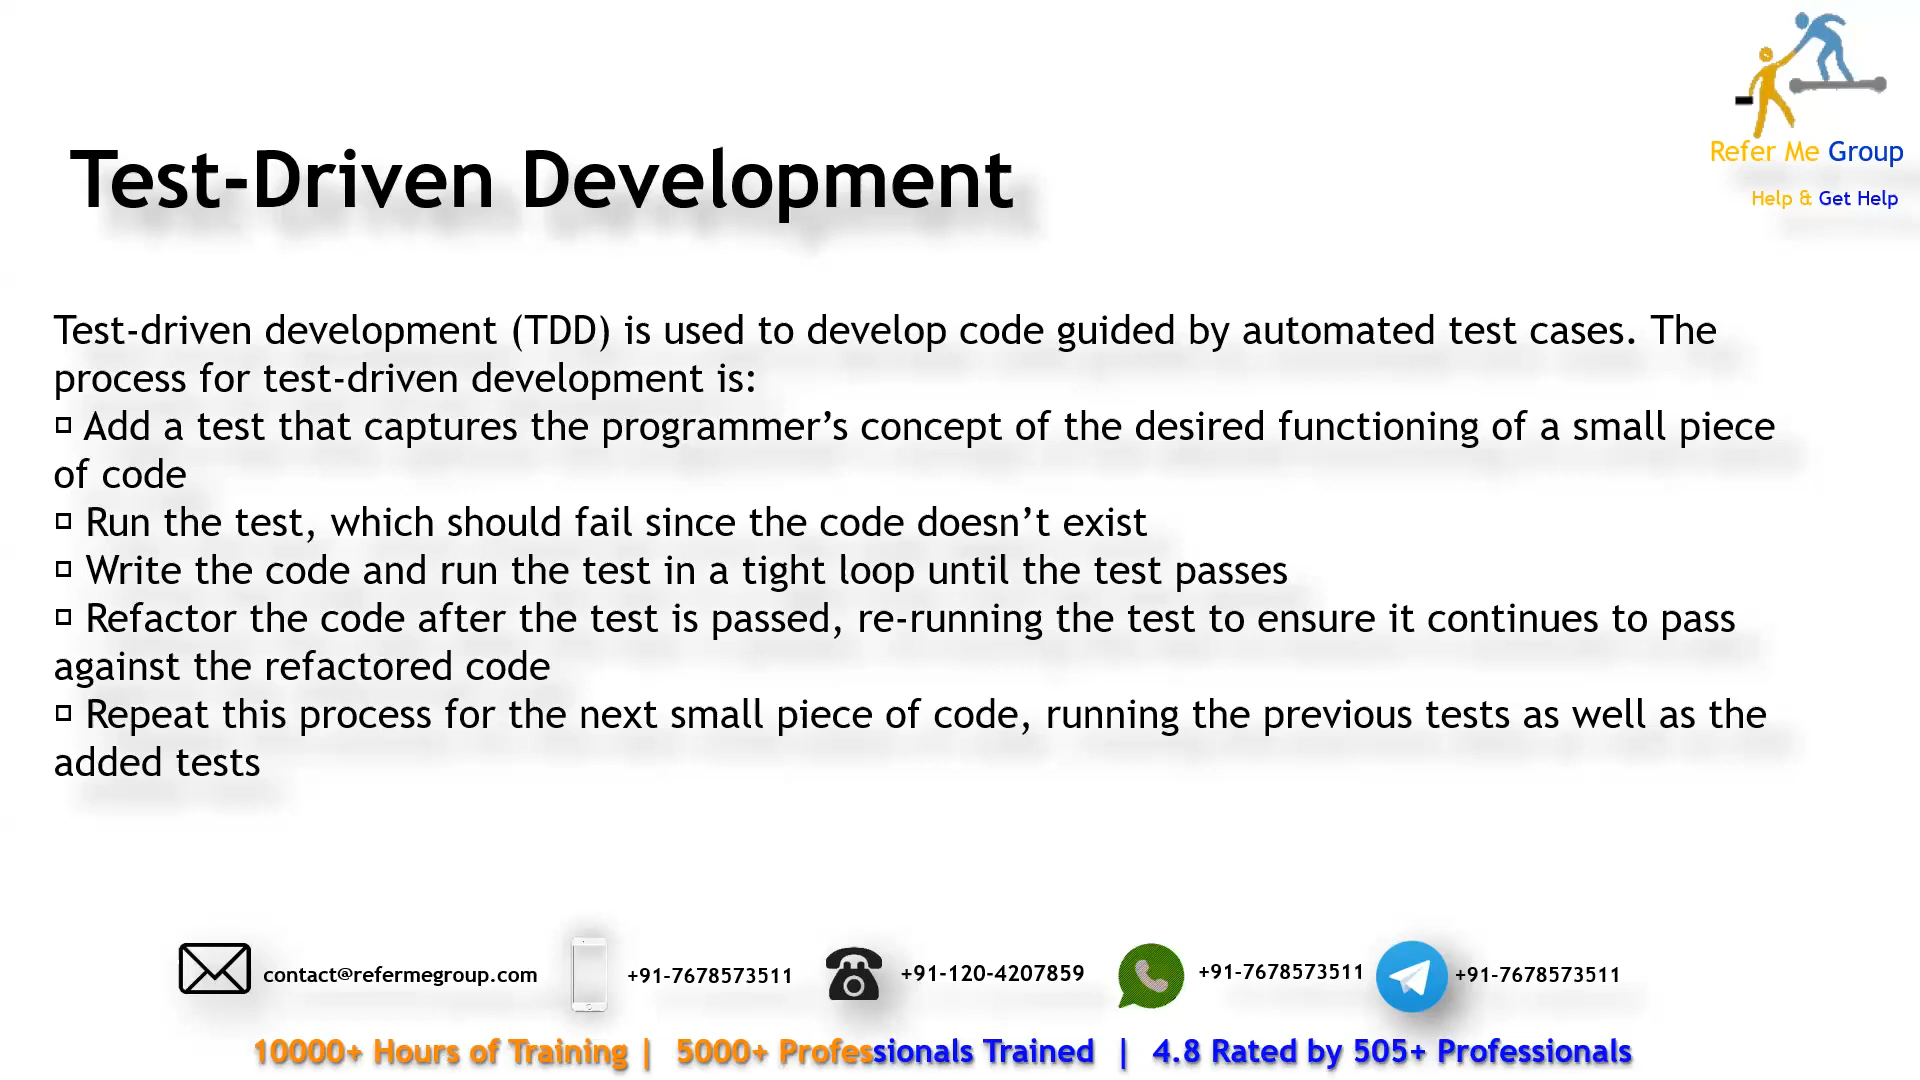 Refer Me Group
Help & Get Help
Test-Driven Development
Test-driven development (TDD) is used to develop code guided by automated test cases. The
process for test-driven development is:
▯ Add a test that captures the programmer’s concept of the desired functioning of a small piece
of code
▯ Run the test, which should fail since the code doesn’t exist
▯ Write the code and run the test in a tight loop until the test passes
▯ Refactor the code after the test is passed, re-running the test to ensure it continues to pass
against the refactored code
▯ Repeat this process for the next small piece of code, running the previous tests as well as the
added tests
contact@refermegroup.com +91-7678573511 +91-120-4207859 +91-7678573511 +91-7678573511
10000+ Hours of Training | 5000+ Professionals Trained | 4.8 Rated by 505+ Professionals